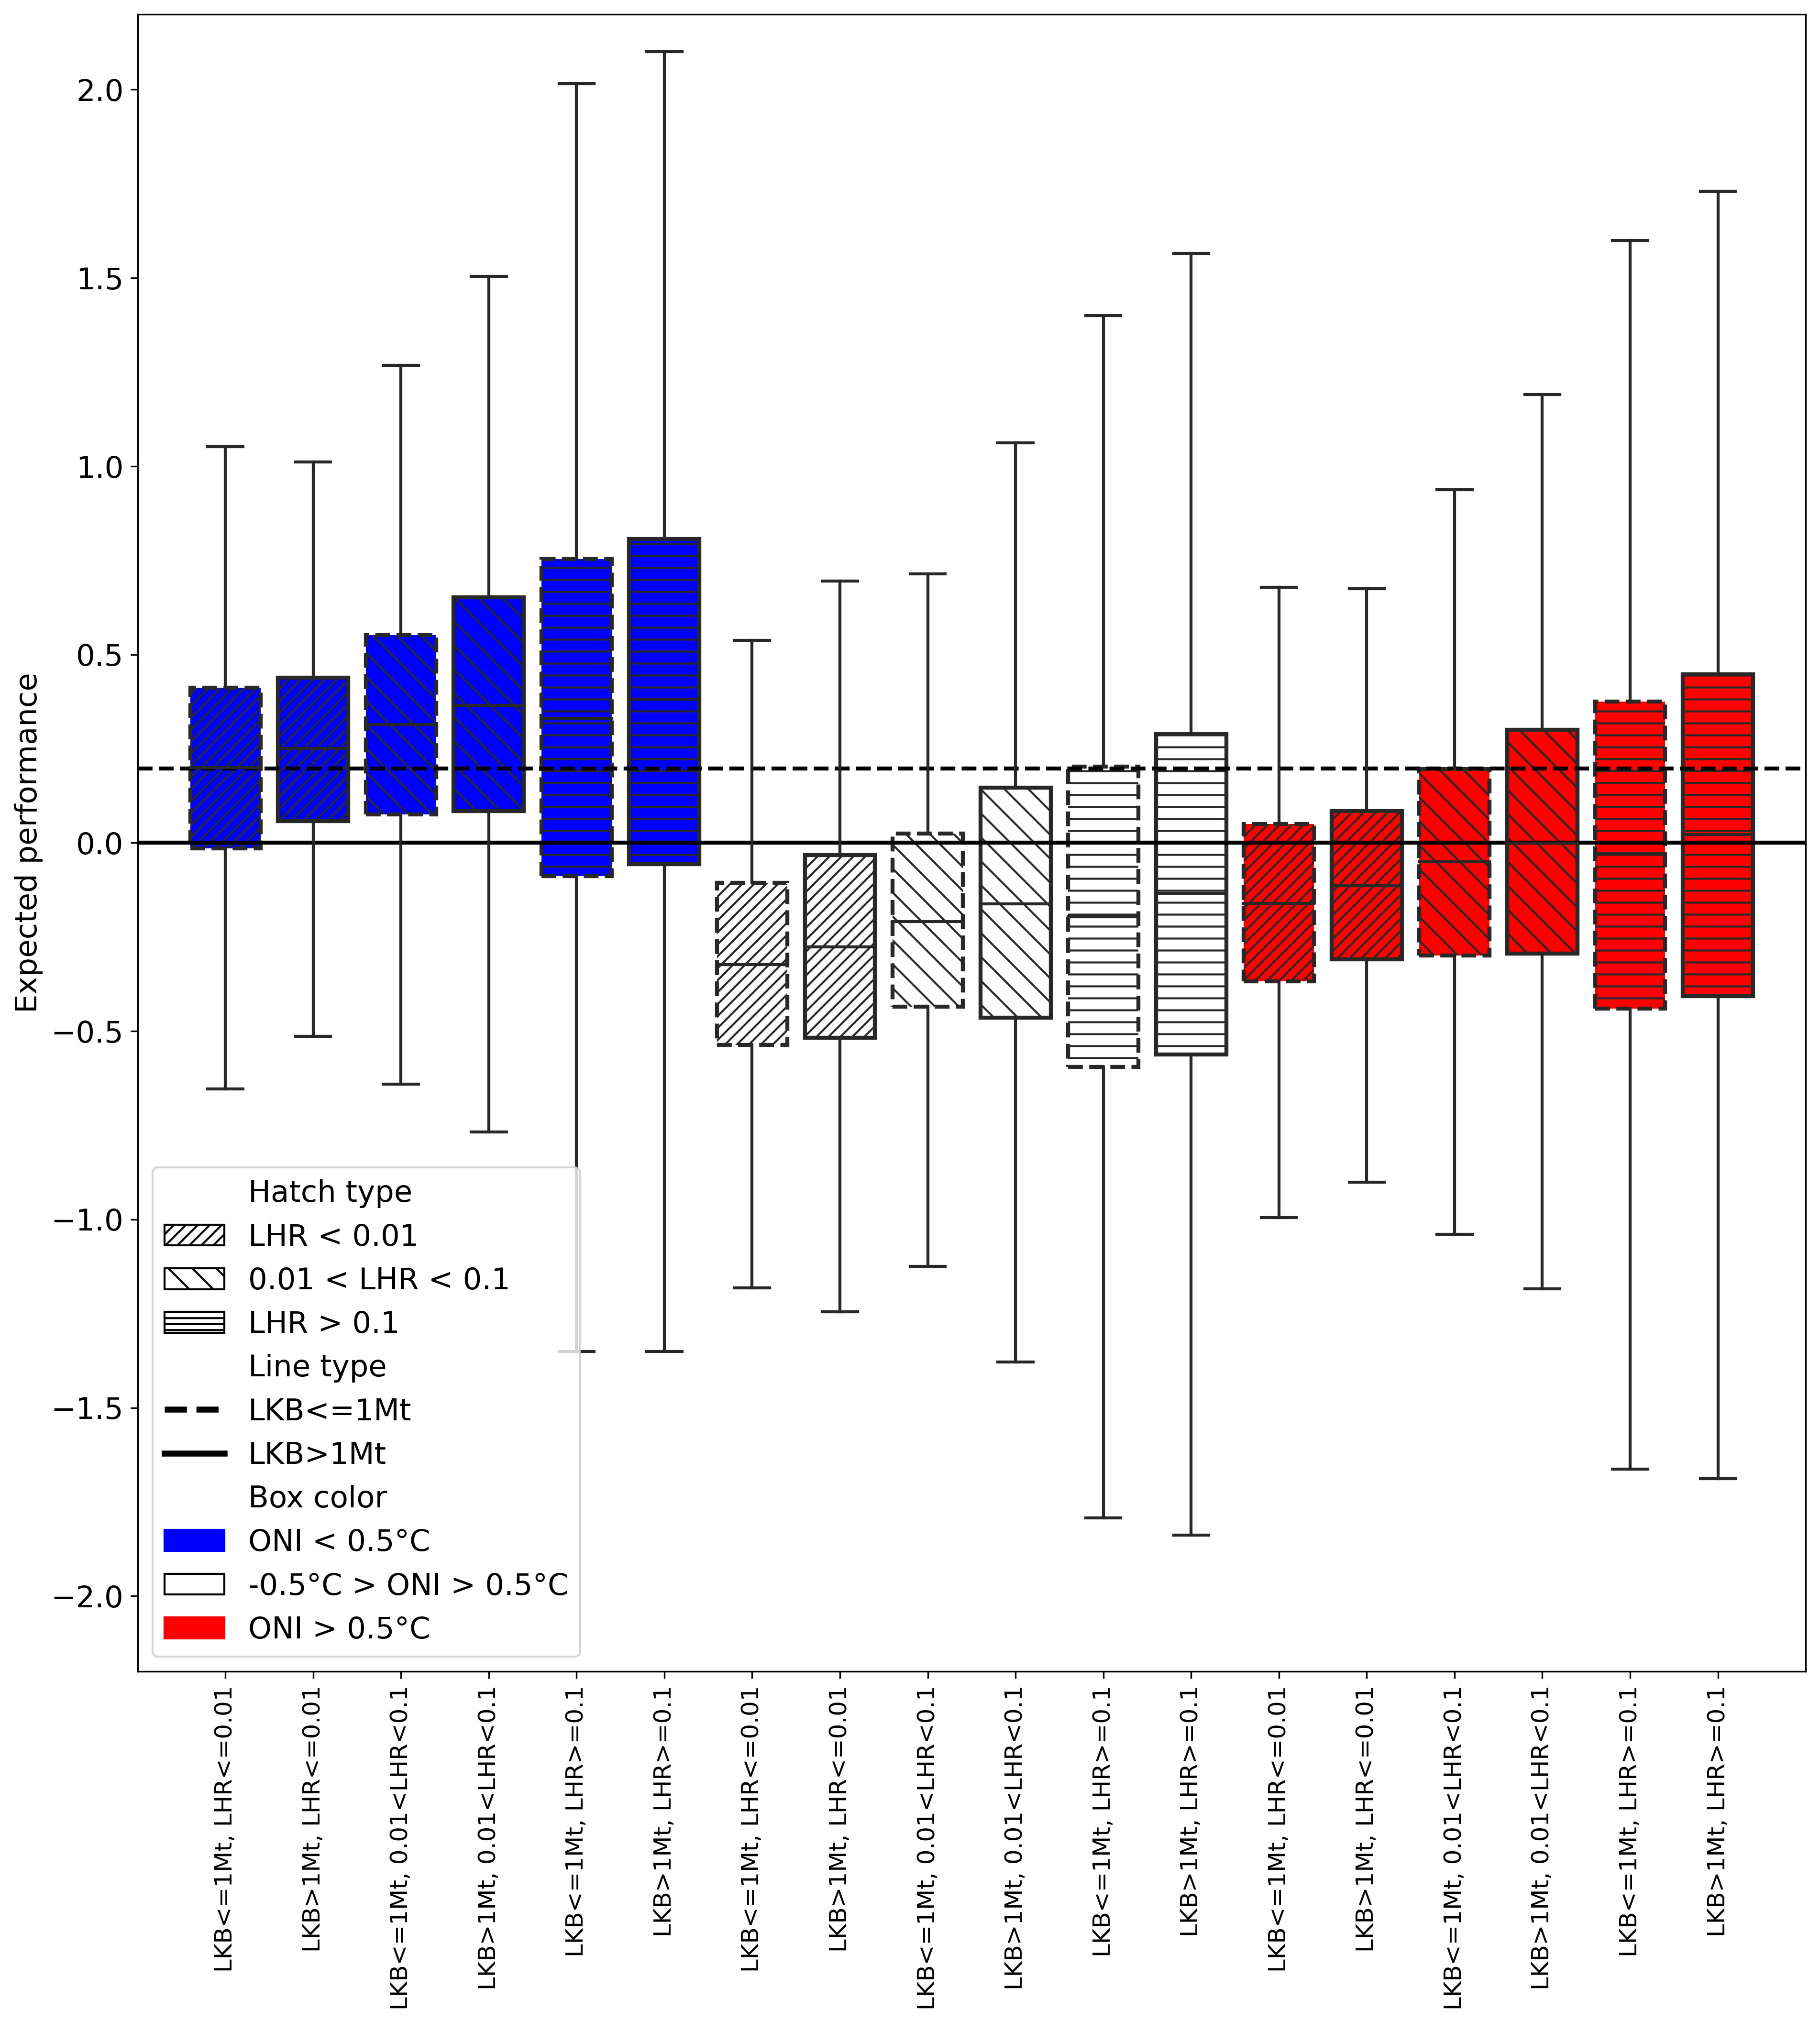 2.0
1.5
1.0
0.5
0.0
−0.5
−1.0
−1.5
−2.0
Expected performance
Hatch type
LHR < 0.01
0.01 < LHR < 0.1
LHR > 0.1
Line type
LKB<=1Mt
LKB>1Mt
Box color
ONI < 0.5°C
-0.5°C > ONI > 0.5°C
ONI > 0.5°C
LKB<=1Mt, LHR<=0.01
LKB>1Mt, LHR<=0.01
LKB<=1Mt, 0.01<LHR<0.1
LKB>1Mt, 0.01<LHR<0.1
LKB<=1Mt, LHR>=0.1
LKB>1Mt, LHR>=0.1
LKB<=1Mt, LHR<=0.01
LKB>1Mt, LHR<=0.01
LKB<=1Mt, 0.01<LHR<0.1
LKB>1Mt, 0.01<LHR<0.1
LKB<=1Mt, LHR>=0.1
LKB>1Mt, LHR>=0.1
LKB<=1Mt, LHR<=0.01
LKB>1Mt, LHR<=0.01
LKB<=1Mt, 0.01<LHR<0.1
LKB>1Mt, 0.01<LHR<0.1
LKB<=1Mt, LHR>=0.1
LKB>1Mt, LHR>=0.1